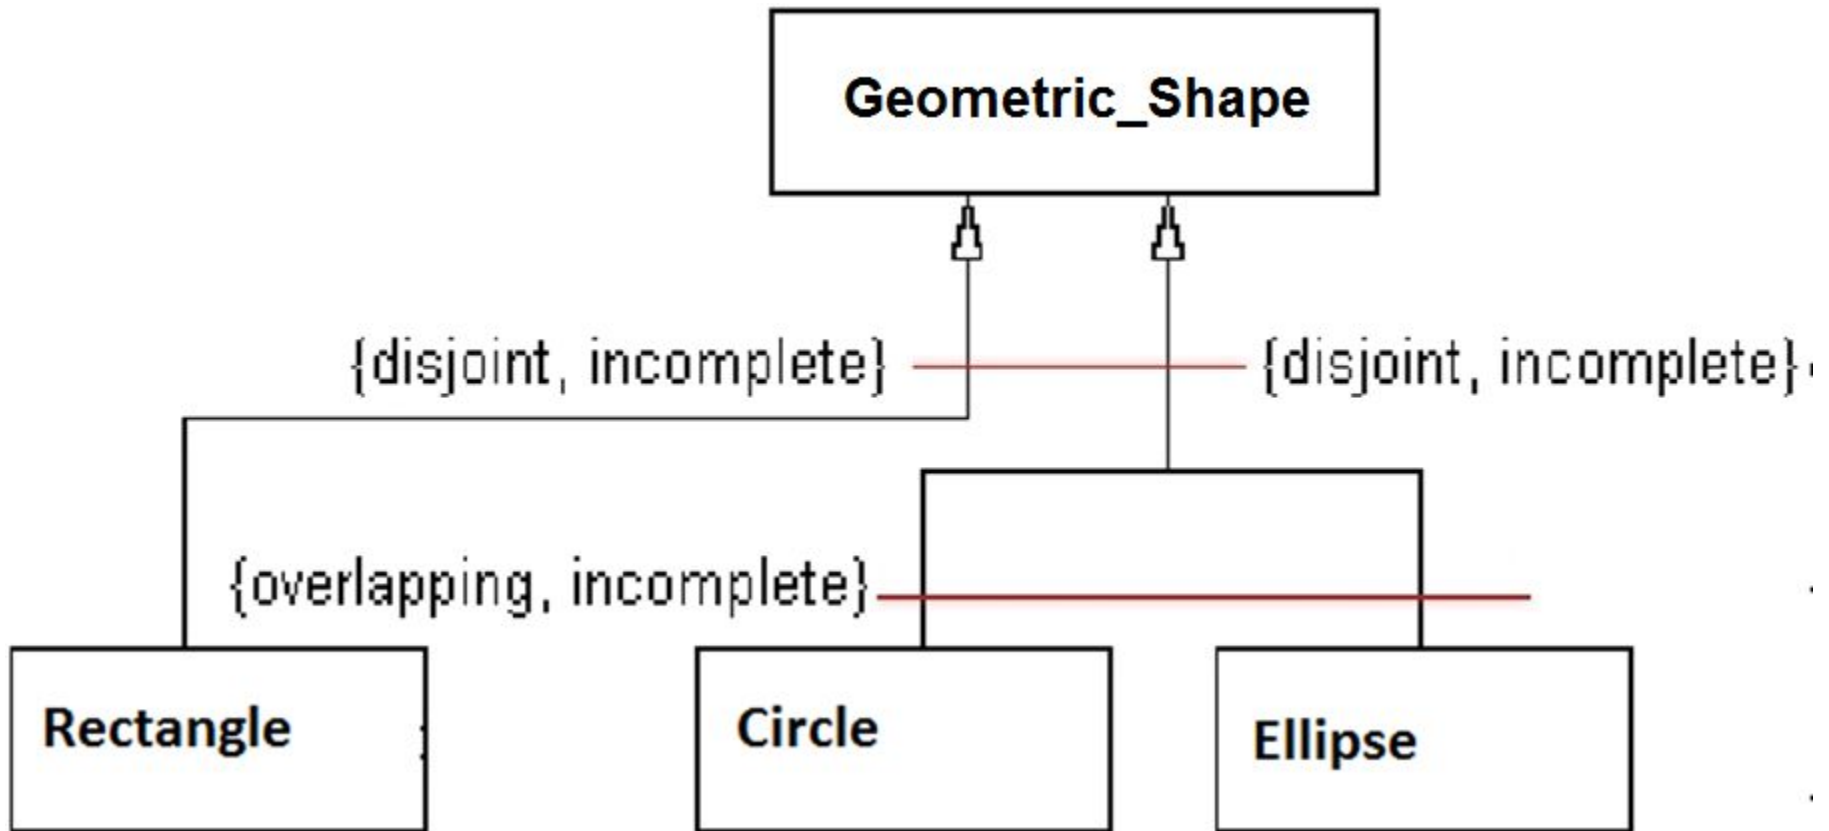 Geometric_Shape
{disjoint, incomplete} {disjoint, incomplete}
{overlapping, incomplete}
Rectangle Circle Ellipse